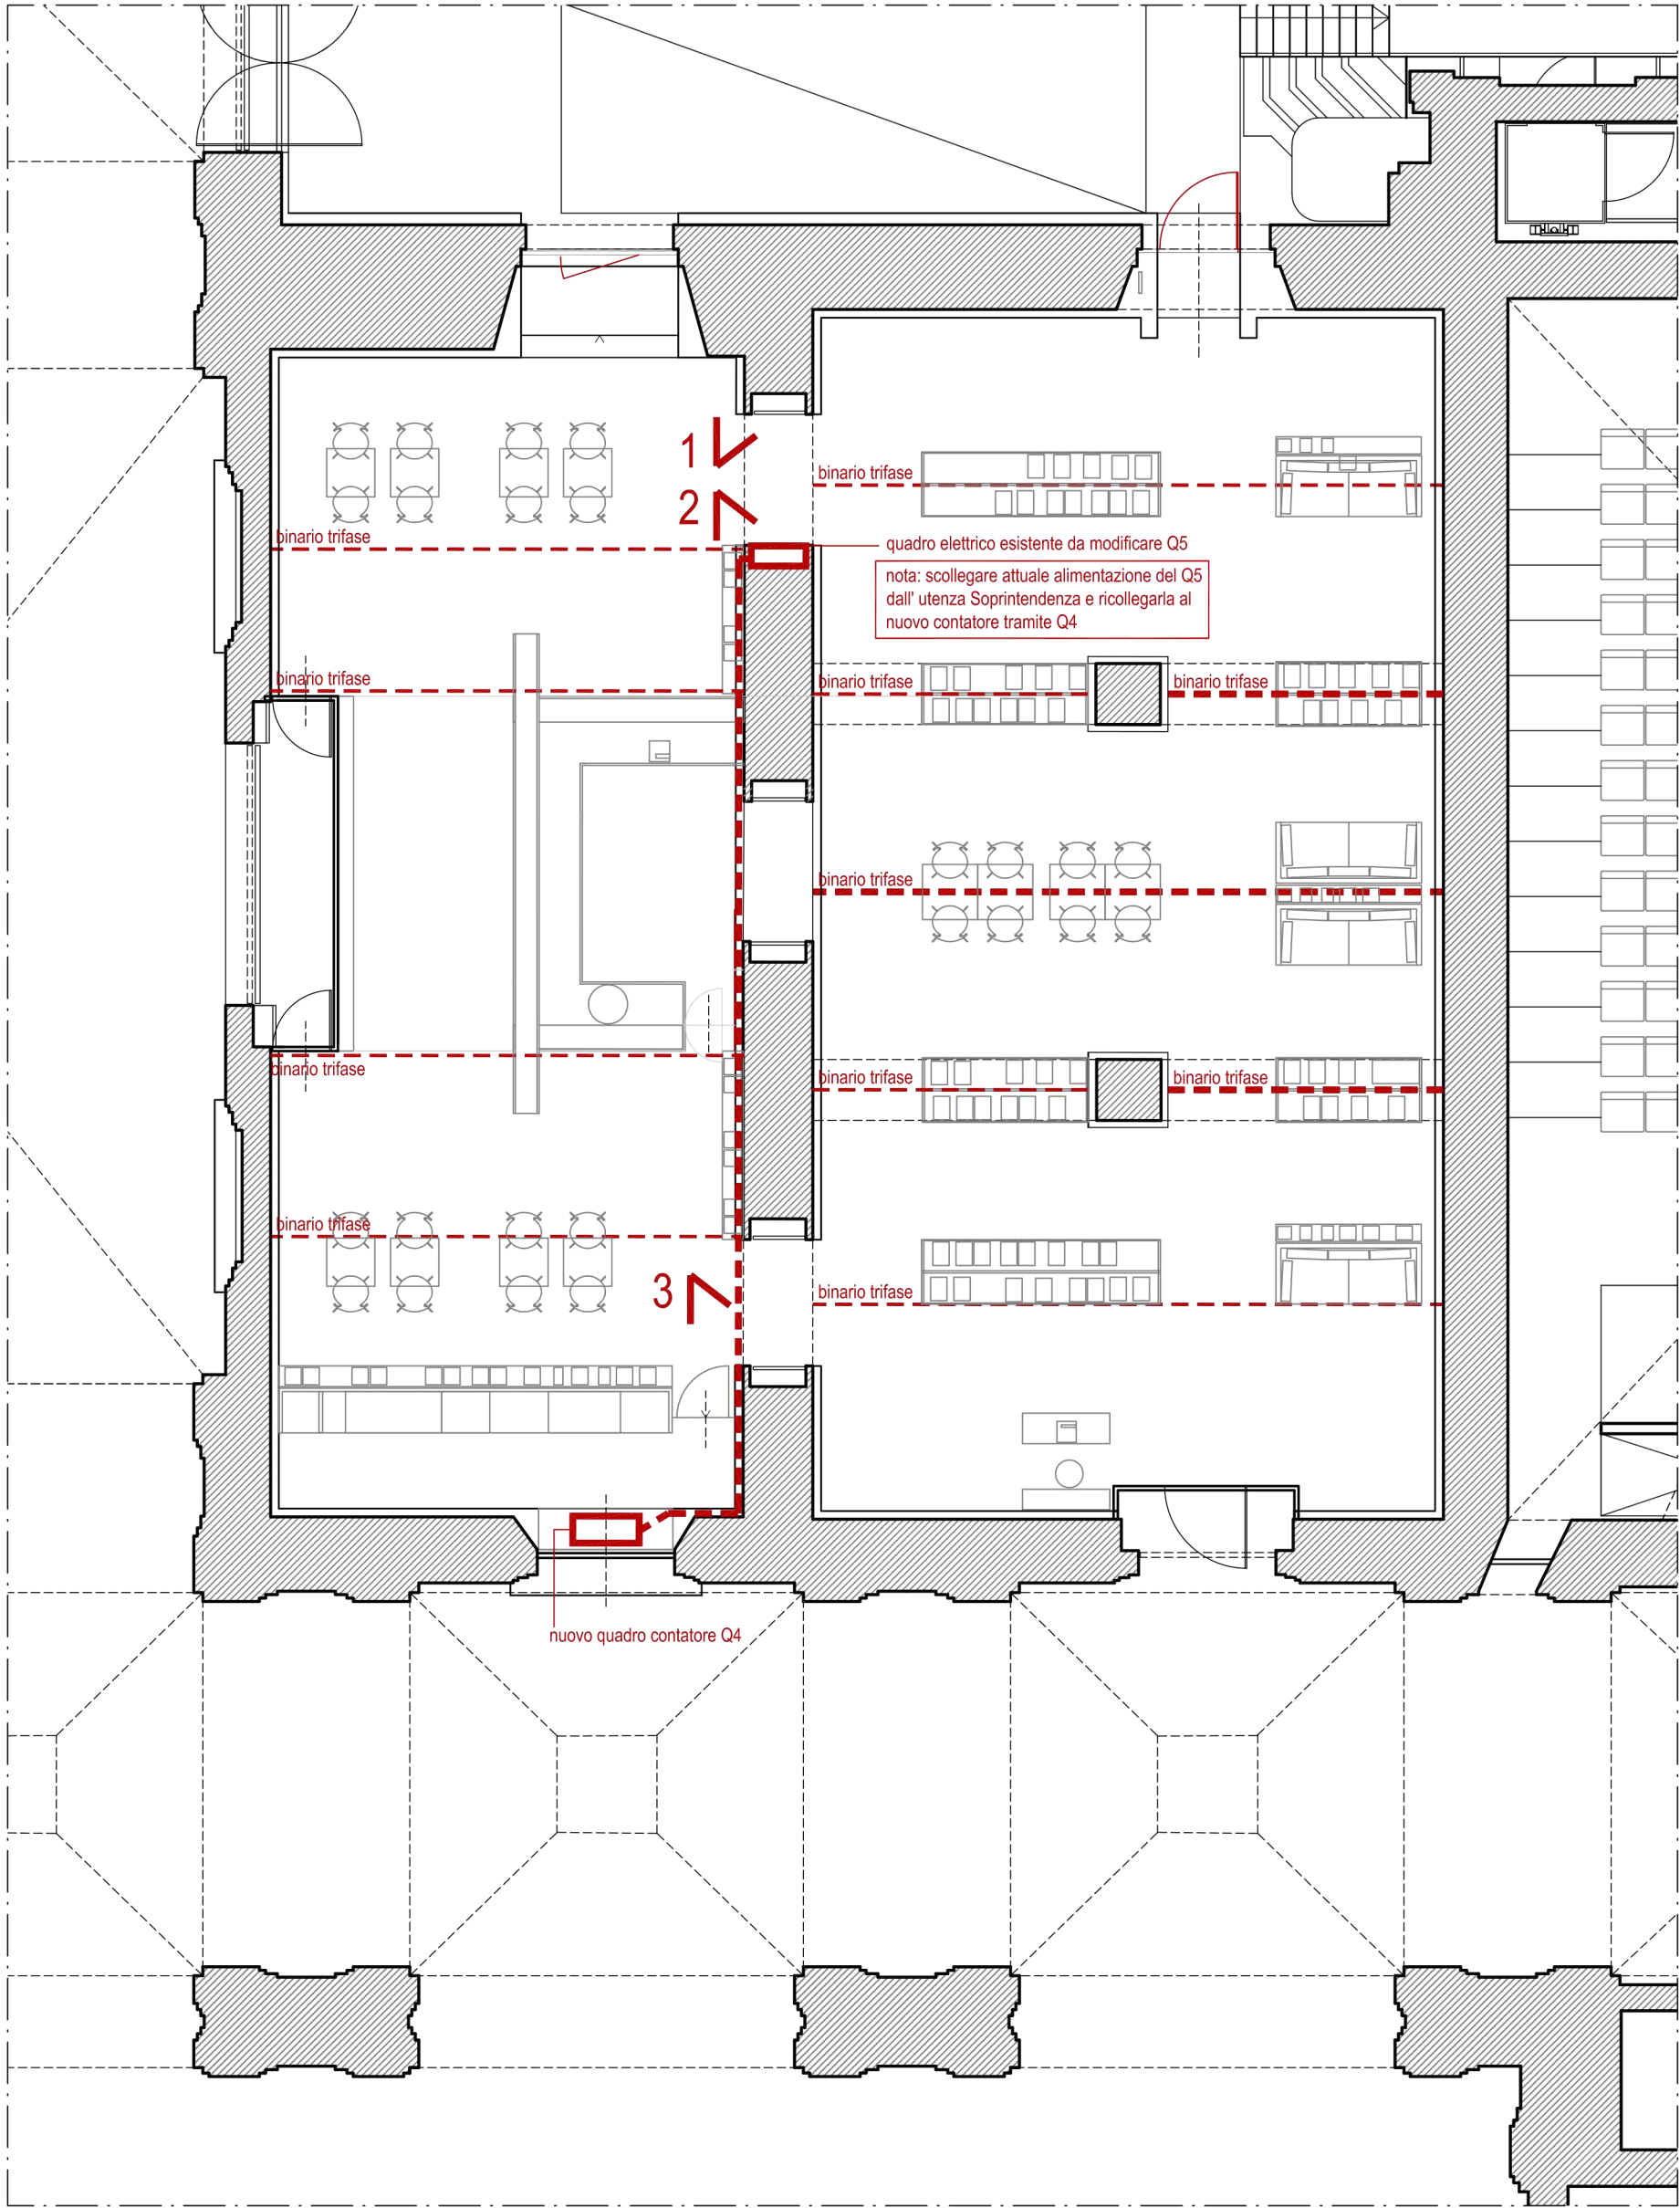 1
binario trifase
2
binario trifase
quadro elettrico esistente da modificare Q5
nota: scollegare attuale alimentazione del Q5
dall' utenza Soprintendenza e ricollegarla al
nuovo contatore tramite Q4
binario trifase
binario trifase
binario trifase
binario trifase
binario trifase
binario trifase
binario trifase
binario trifase
binario trifase
3
binario trifase
nuovo quadro contatore Q4